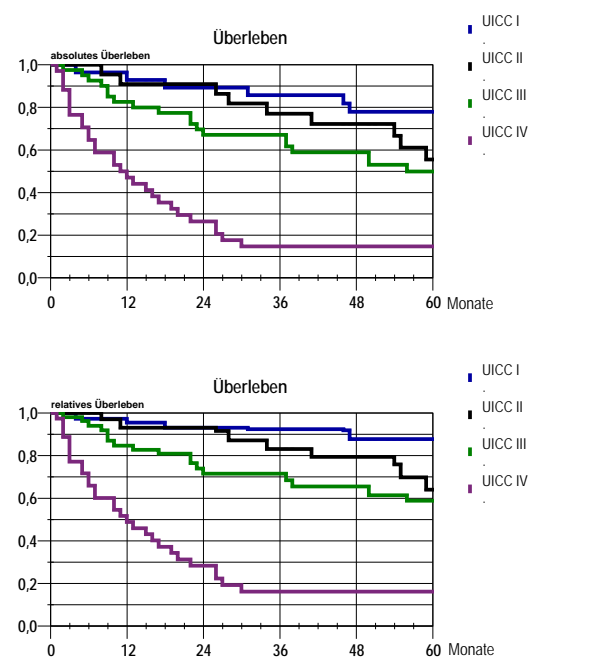 Überleben
absolutes Überleben
1,0
0,8
0,6
0,4
0,2
0,0
0 12 24 36 48 60 Monate
UICC I
.
UICC II
.
UICC III
.
UICC IV
.
Überleben
relatives Überleben
1,0
0,8
0,6
0,4
0,2
0,0
0 12 24 36 48 60 Monate
UICC I
.
UICC II
.
UICC III
.
UICC IV
.